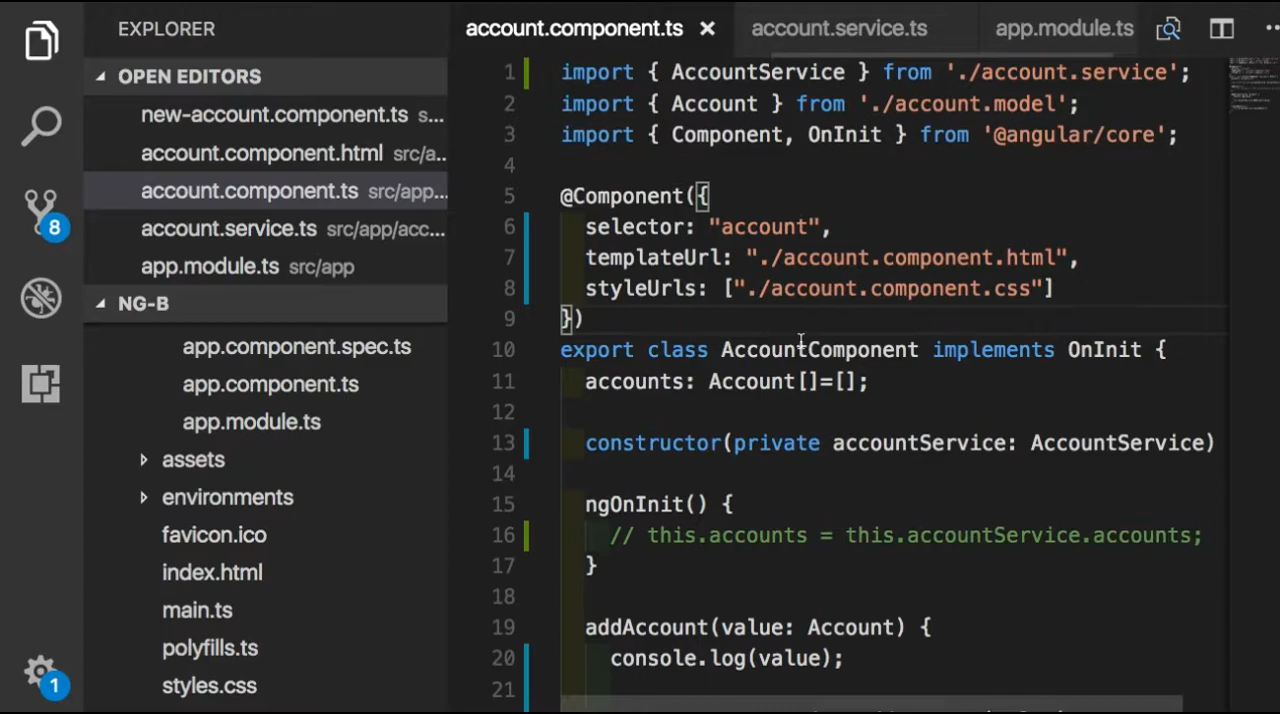 EXPLORER
OPEN EDITORS
new-account.component.ts s...
account.component.html src/a...
account.component.ts src/app...
account.service.ts src/app/acc...
app.module.ts src/app
NG-B
app.component.spec.ts
app.component.ts
app.module.ts
assets
environments
favicon.ico
index.html
main.ts
polyfills.ts
styles.css
8
1
account.component.ts account.service.ts app.module.ts
1 import { AccountService } from './account.service';
2 import { Account } from './account.model';
3 import { Component, OnInit } from '@angular/core';
4
5 @Component({
6 selector: "account",
7 templateUrl: "./account.component.html",
8 styleUrls: ["./account.component.css"]
9 })
10 export class AccountComponent implements OnInit {
11 accounts: Account[]=[];
12
13 constructor(private accountService: AccountService)
14
15 ngOnInit() {
16 // this.accounts = this.accountService.accounts;
17 }
18
19 addAccount(value: Account) {
20 console.log(value);
21